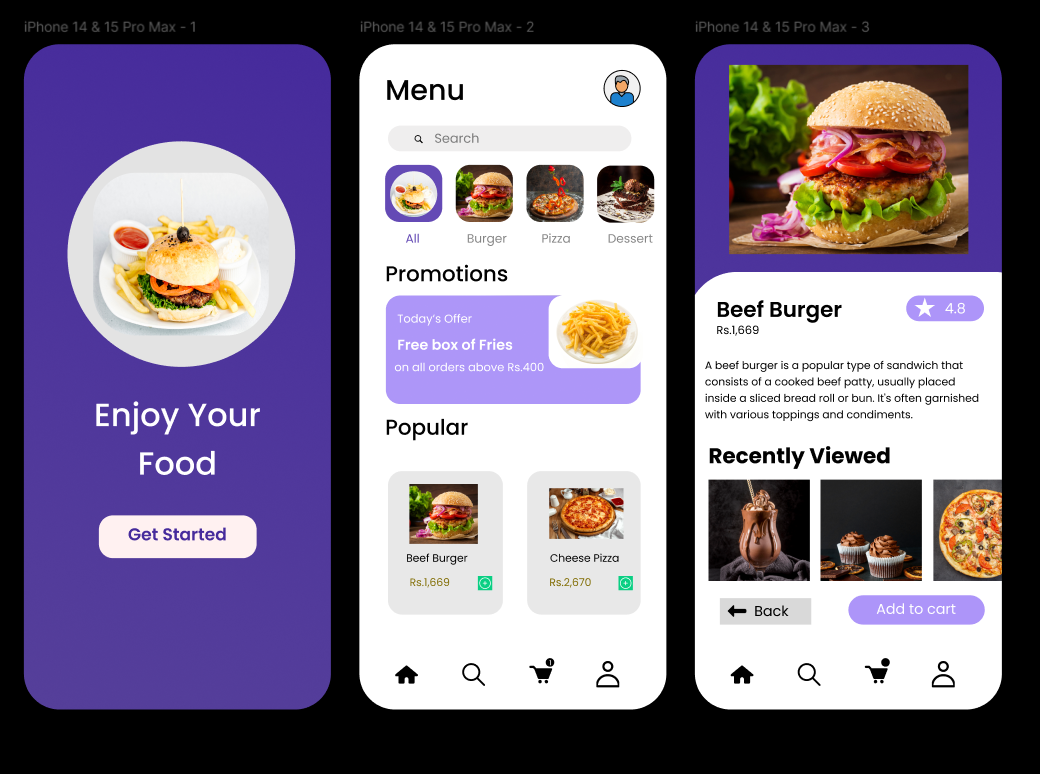 iPhone 14 & 15 Pro Max - 1
Enjoy Your
Food
Get Started
iPhone 14 & 15 Pro Max - 2
Menu
Search
All
Burger
Pizza
Dessert
Promotions
Today's Offer
Free box of Fries
on all orders above Rs.400
Popular
Beef Burger
Rs.1,669
Cheese Pizza
Rs.2,670
1
iPhone 14 & 15 Pro Max - 3
Beef Burger
4.8
Rs.1,669
A beef burger is a popular type of sandwich that
consists of a cooked beef patty, usually placed
inside a sliced bread roll or bun. It's often garnished
with various toppings and condiments.
Recently Viewed
Back
Add to cart